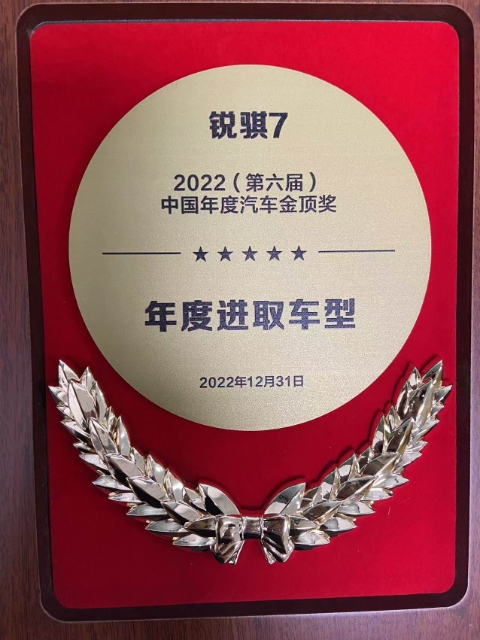 锐骐7
2022（第六届）
中国年度汽车金顶奖
年度进取车型
2022年12月31日